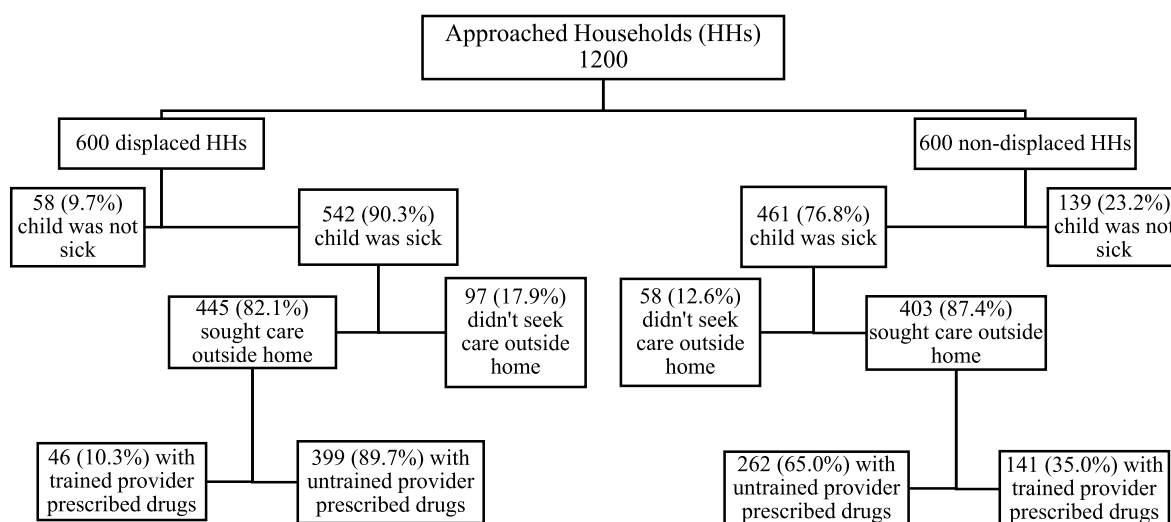 Approached Households (HHs)
1200
600 displaced HHs
600 non-displaced HHs
58 (9.7%)
child was not
sick
542 (90.3%)
child was sick
461 (76.8%)
child was sick
139 (23.2%)
child was not
sick
445 (82.1%)
sought care
outside home
97 (17.9%)
didn't seek
care outside
home
58 (12.6%)
didn't seek
care outside
home
403 (87.4%)
sought care outside
home
46 (10.3%) with
trained provider
prescribed drugs
399 (89.7%) with
untrained provider
prescribed drugs
262 (65.0%) with
untrained provider
prescribed drugs
141 (35.0%) with
trained provider
prescribed drugs